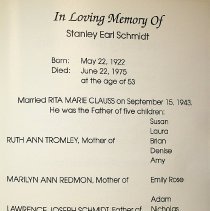 In Loving Memory Of
Stanley Earl Schmidt
Born: May 22, 1922
Died: June 22, 1975
at the age of 53
Married RITA MARIE CLAUSS on September 15, 1943.
He was the Father of five children:
Susan
Laura
RUTH ANN TROMLEY, Mother of Brian
Denise
Amy
MARILYN ANN REDMON, Mother of Emily Rose
Adam
LAWRENCE JOSEPH SCHMIDT, Father of Nicholas